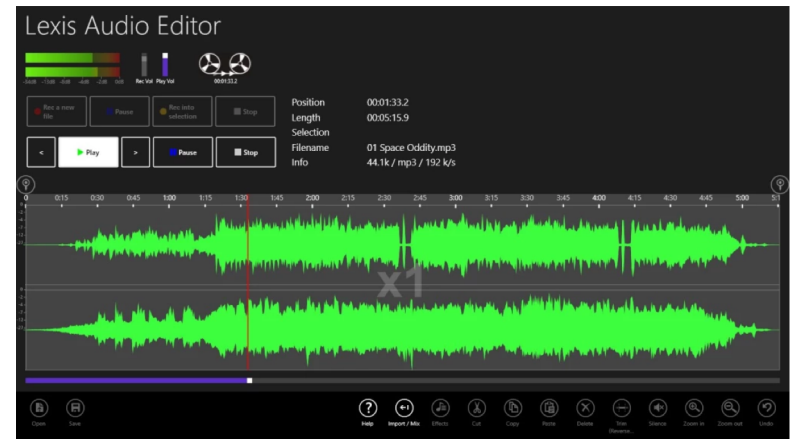 Lexis Audio Editor
Rec Vol Play Vol
00:01:33.2
Rec a new file
Pause
Rec into selection
Stop
<
Play
>
Pause
Stop
Position 00:01:33.2
Length 00:05:15.9
Selection
Filename 01 Space Oddity.mp3
Info 44.1k / mp3 / 192 k/s
0 0:15 0:30 0:45 1:00 1:15 1:30 1:45 2:00 2:15 2:30 2:45 3:00 3:15 3:30 3:45 4:00 4:15 4:30 4:45 5:00 5:1
x1
Open Save Help Import / Mix Effects Cut Copy Paste Delete Trim (Reverse... Silence Zoom in Zoom out Undo